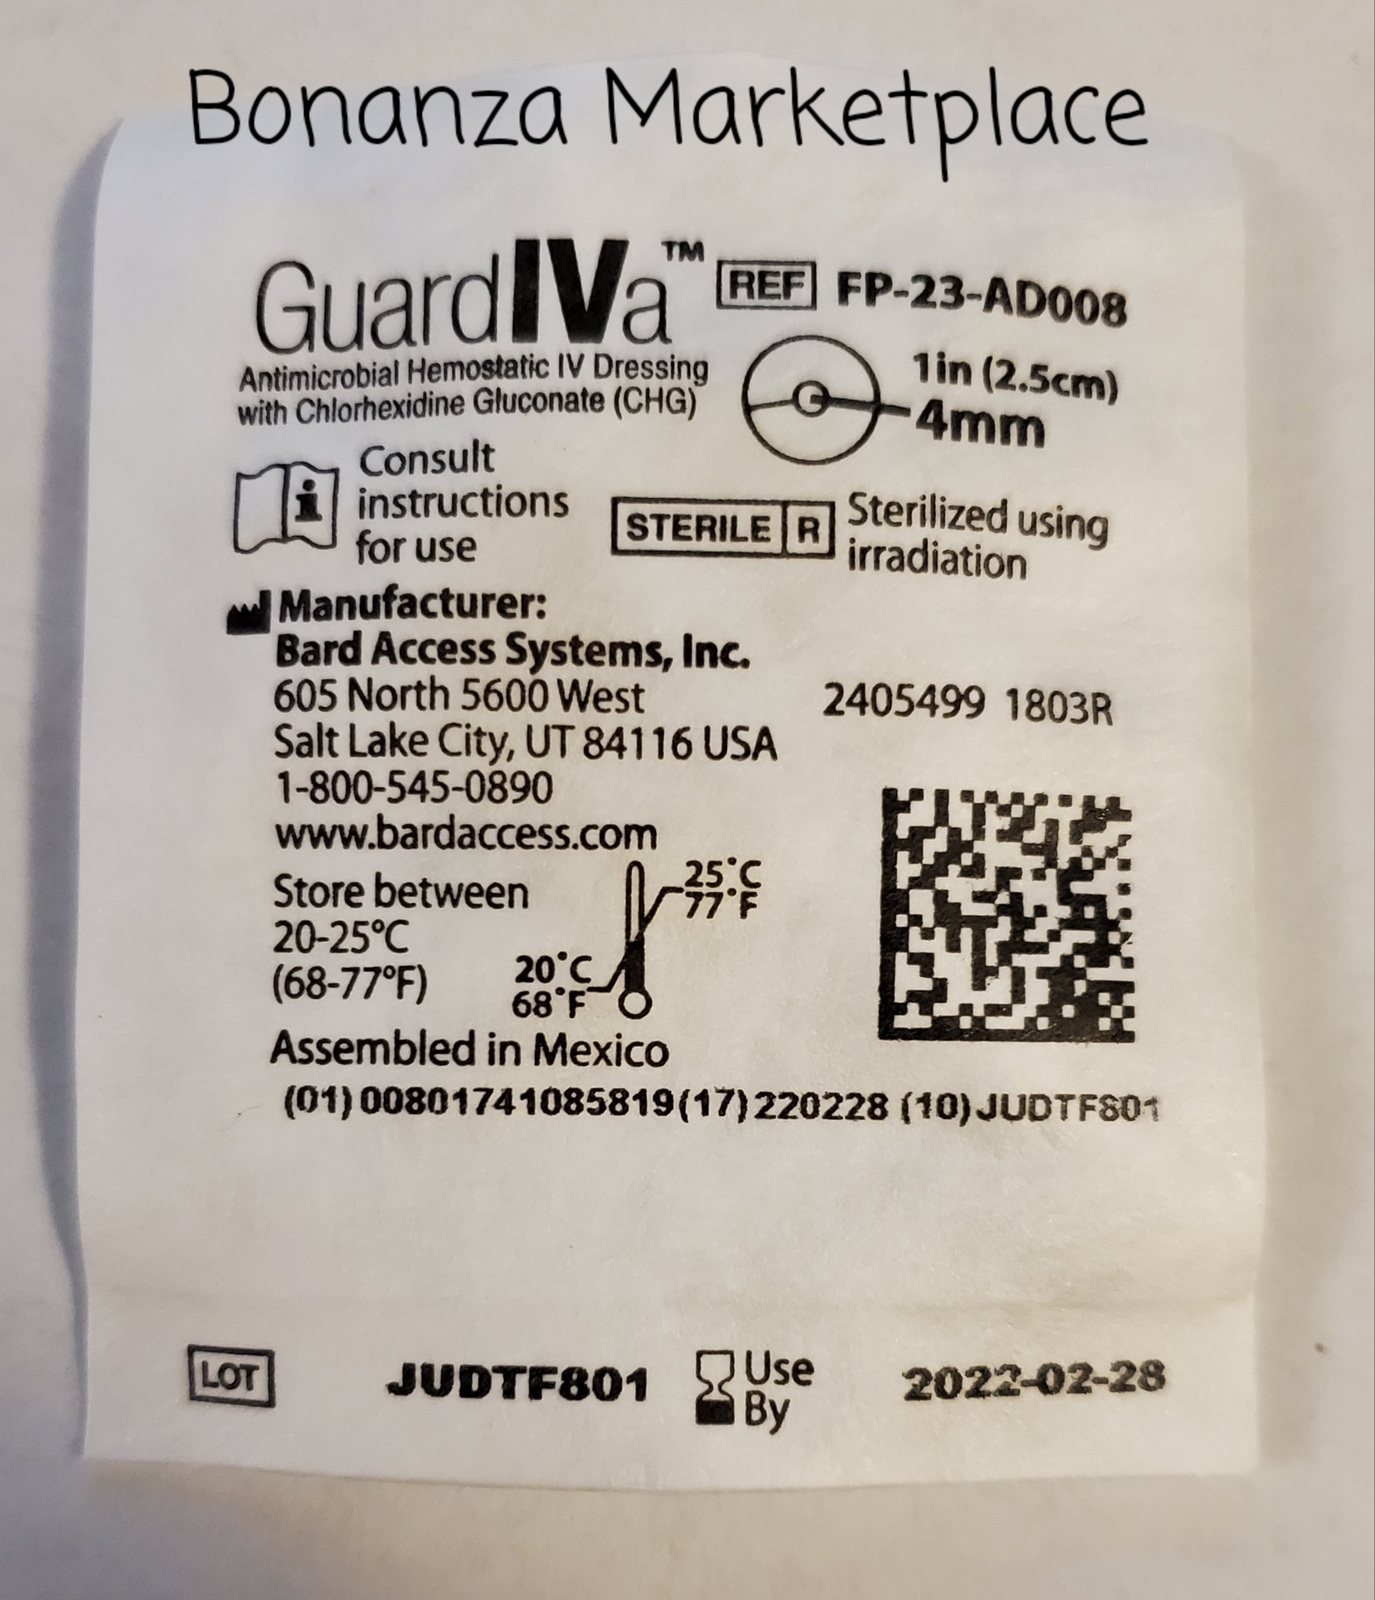 Bonanza Marketplace
GuardIVa™ REF FP-23-AD008
Antimicrobial Hemostatic IV Dressing
with Chlorhexidine Gluconate (CHG)
1in (2.5cm)
4mm
Consult
instructions
for use
STERILE R Sterilized using
irradiation
Manufacturer:
Bard Access Systems, Inc.
605 North 5600 West
Salt Lake City, UT 84116 USA
1-800-545-0890
www.bardaccess.com
2405499 1803R
Store between
20-25°C
(68-77°F)
25°C
77°F
20°C
68°F
Assembled in Mexico
(01)00801741085819(17)220228 (10)JUDTF801
LOT JUDTF801 Use
By 2022-02-28